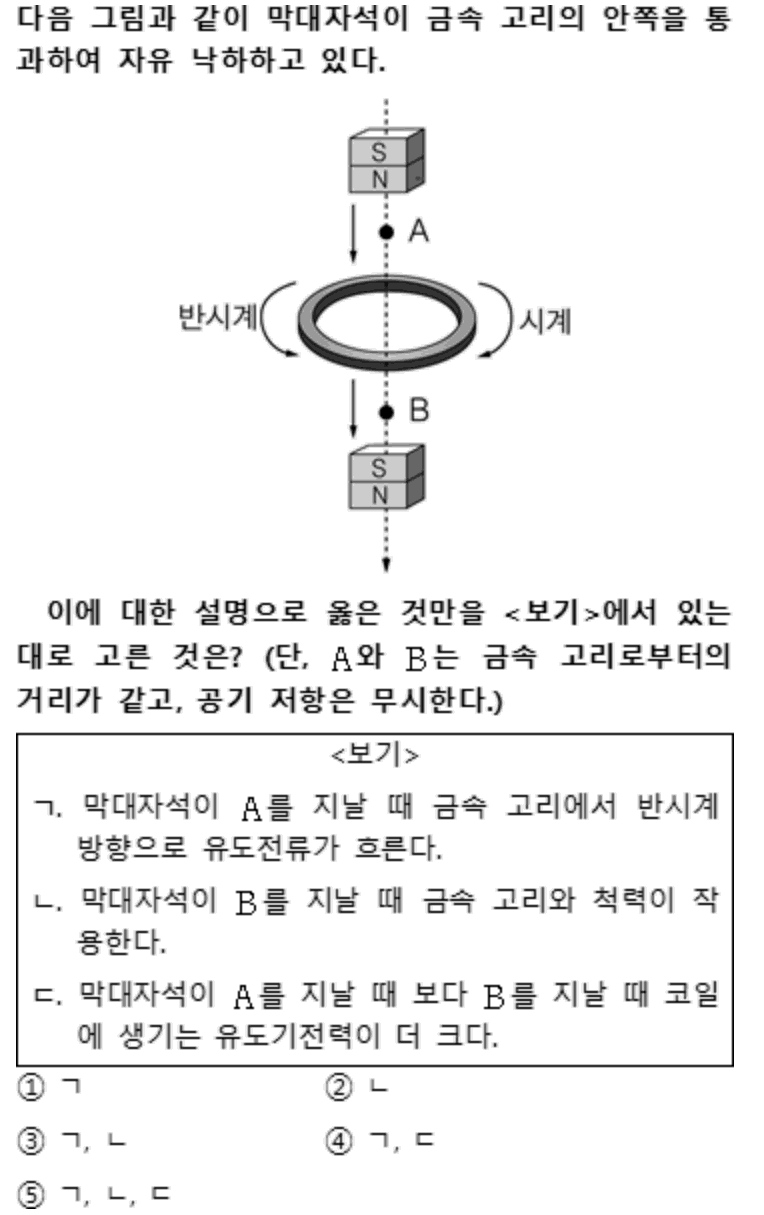 다음 그림과 같이 막대자석이 금속 고리의 안쪽을 통
과하여 자유 낙하하고 있다.
S
N
A
반시계
시계
B
S
N
이에 대한 설명으로 옳은 것만을 <보기>에서 있는
대로 고른 것은? (단, A와 B는 금속 고리로부터의
거리가 같고, 공기 저항은 무시한다.)
<보기>
ㄱ. 막대자석이 A를 지날 때 금속 고리에서 반시계
방향으로 유도전류가 흐른다.
ㄴ. 막대자석이 B를 지날 때 금속 고리와 척력이 작
용한다.
ㄷ. 막대자석이 A를 지날 때 보다 B를 지날 때 코일
에 생기는 유도기전력이 더 크다.
① ㄱ ② ㄴ
③ ㄱ, ㄴ ④ ㄱ, ㄷ
⑤ ㄱ, ㄴ, ㄷ